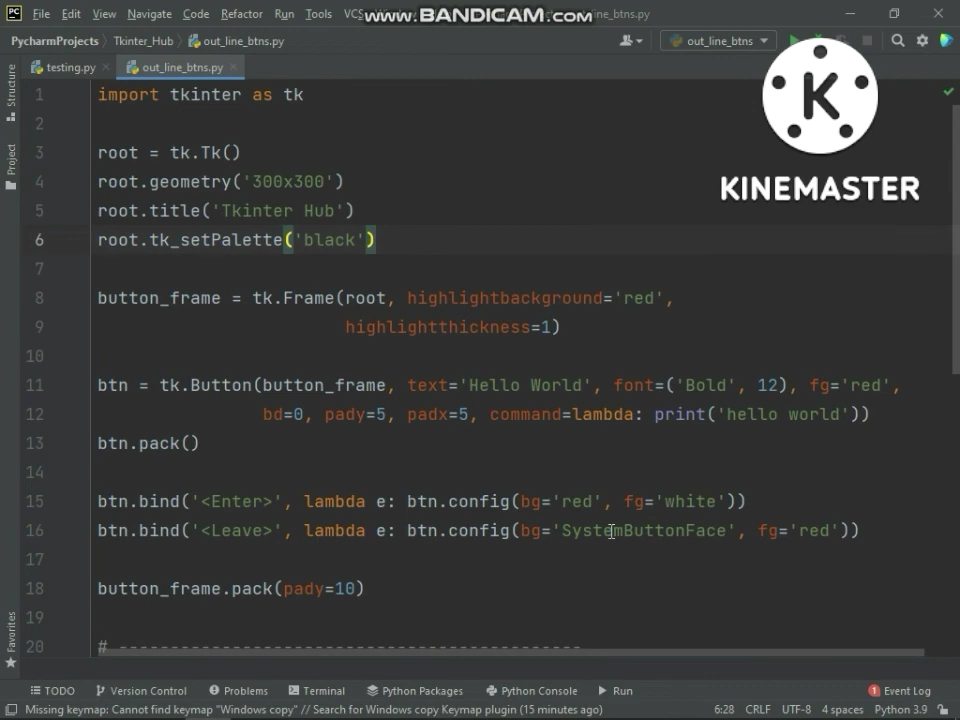 PC File Edit View Navigate Code Refactor Run Tools VCS www.BANDICAM.com line_btns.py
PycharmProjects Tkinter_Hub out_line_btns.py out_line_btns
testing.py out_line_btns.py
Structure
Project
Favorites
K
KINEMASTER
1 import tkinter as tk
2
3 root = tk.Tk()
4 root.geometry('300x300')
5 root.title('Tkinter Hub')
6 root.tk_setPalette('black')
7
8 button_frame = tk.Frame(root, highlightbackground='red',
9 highlightthickness=1)
10
11 btn = tk.Button(button_frame, text='Hello World', font=('Bold', 12), fg='red',
12 bd=0, pady=5, padx=5, command=lambda: print('hello world'))
13 btn.pack()
14
15 btn.bind('<Enter>', lambda e: btn.config(bg='red', fg='white'))
16 btn.bind('<Leave>', lambda e: btn.config(bg='SystemButtonFace', fg='red'))
17
18 button_frame.pack(pady=10)
19
20 # ---------------------------------------------
TODO Version Control Problems Terminal Python Packages Python Console Run 1 Event Log
Missing keymap: Cannot find keymap "Windows copy" // Search for Windows copy Keymap plugin (15 minutes ago) 6:28 CRLF UTF-8 4 spaces Python 3.9